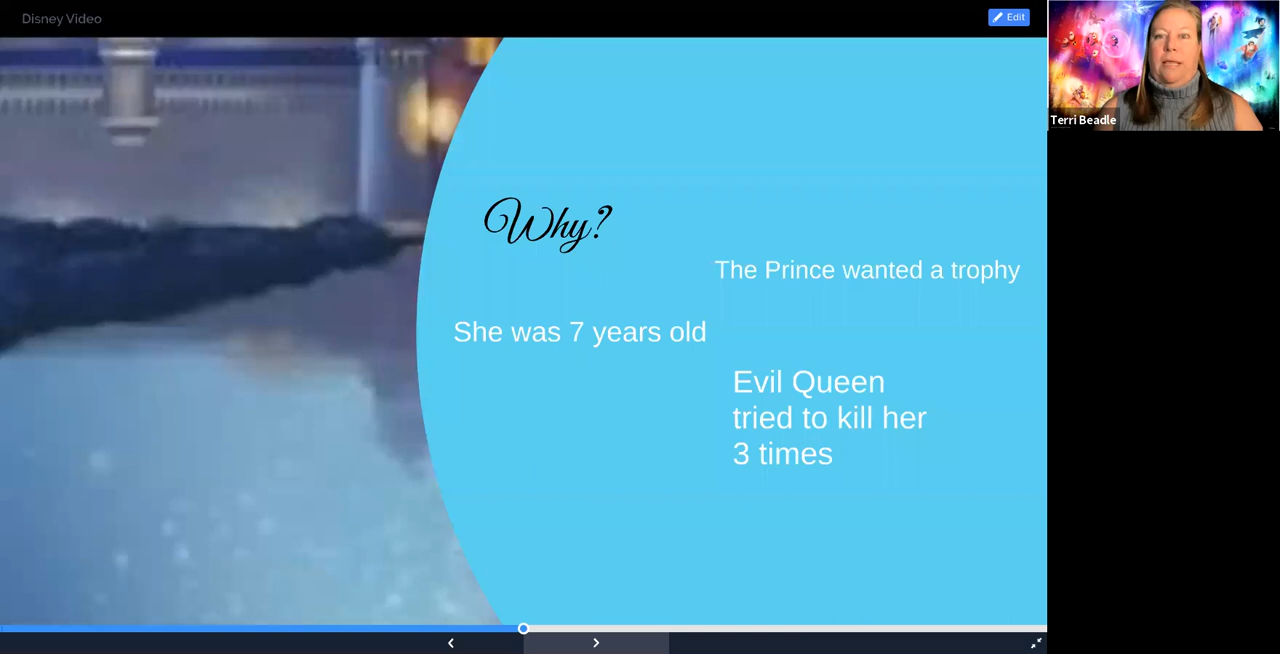 Disney Video
Edit
Terri Beadle
Why?
The Prince wanted a trophy
She was 7 years old
Evil Queen
tried to kill her
3 times